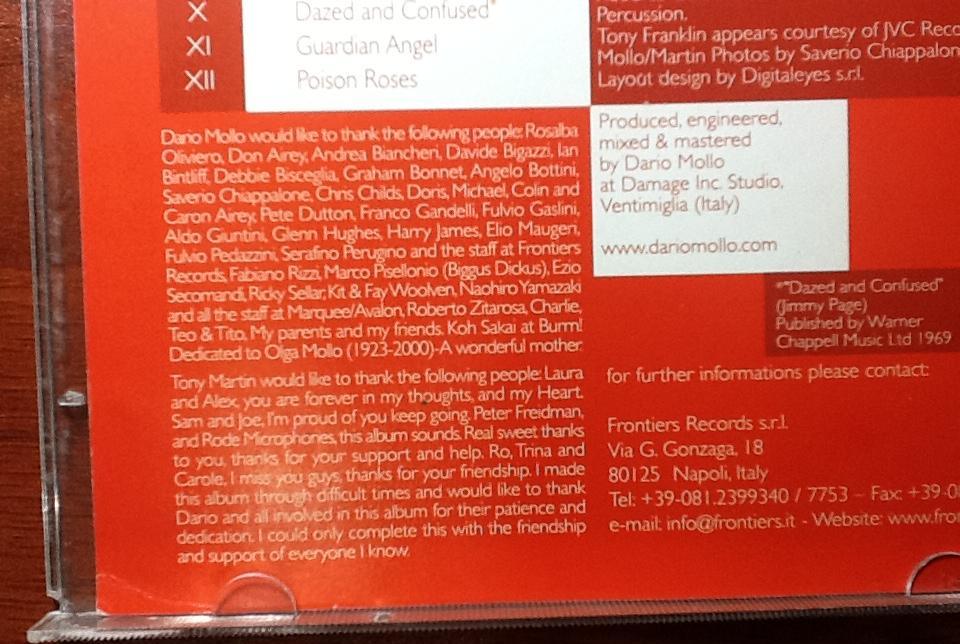 X Dazed and Confused*
XI Guardian Angel
XII Poison Roses
Percussion.
Tony Franklin appears courtesy of JVC Reco
Mollo/Martin Photos by Saverio Chiappalon
Layout design by Digitaleyes s.r.l.
Dario Mollo would like to thank the following people: Rosalba
Oliviero, Don Airey, Andrea Biancheri, Davide Bigazzi, Ian
Bintliff, Debbie Bisceglia, Graham Bonnet, Angelo Bottini,
Saverio Chiappalone, Chris Childs, Doris, Michael, Colin and
Caron Airey, Pete Dutton, Franco Gandelli, Fulvio Gaslini,
Aldo Giuntini, Glenn Hughes, Harry James, Elio Maugeri,
Fulvio Pedazzini, Serafino Perugino and the staff at Frontiers
Records, Fabiano Rizzi, Marco Pisellonio (Biggus Dickus), Ezio
Secomandi, Ricky Sellar, Kit & Fay Woolven, Naohiro Yamazaki
and all the staff at Marquee/Avalon, Roberto Zitarosa, Charlie,
Teo & Tito, My parents and my friends. Koh Sakai at Burrn!
Dedicated to Olga Mollo (1923-2000)-A wonderful mother.
Tony Martin would like to thank the following people: Laura
and Alex, you are forever in my thoughts, and my Heart.
Sam and Joe, I'm proud of you keep going. Peter Freidman,
and Rode Microphones, this album sounds. Real sweet thanks
to you, thanks for your support and help. Ro, Trina and
Carole, I miss you guys, thanks for your friendship. I made
this album through difficult times and would like to thank
Dario and all involved in this album for their patience and
dedication. I could only complete this with the friendship
and support of everyone I know.
Produced, engineered,
mixed & mastered
by Dario Mollo
at Damage Inc. Studio,
Ventimiglia (Italy)
www.dariomollo.com
*"Dazed and Confused"
(Jimmy Page)
Published by Warner
Chappell Music Ltd 1969
for further informations please contact:
Frontiers Records s.r.l.
Via G. Gonzaga, 18
80125 Napoli, Italy
Tel: +39-081.2399340 / 7753 – Fax: +39-0
e-mail: info@frontiers.it - Website: www.fron